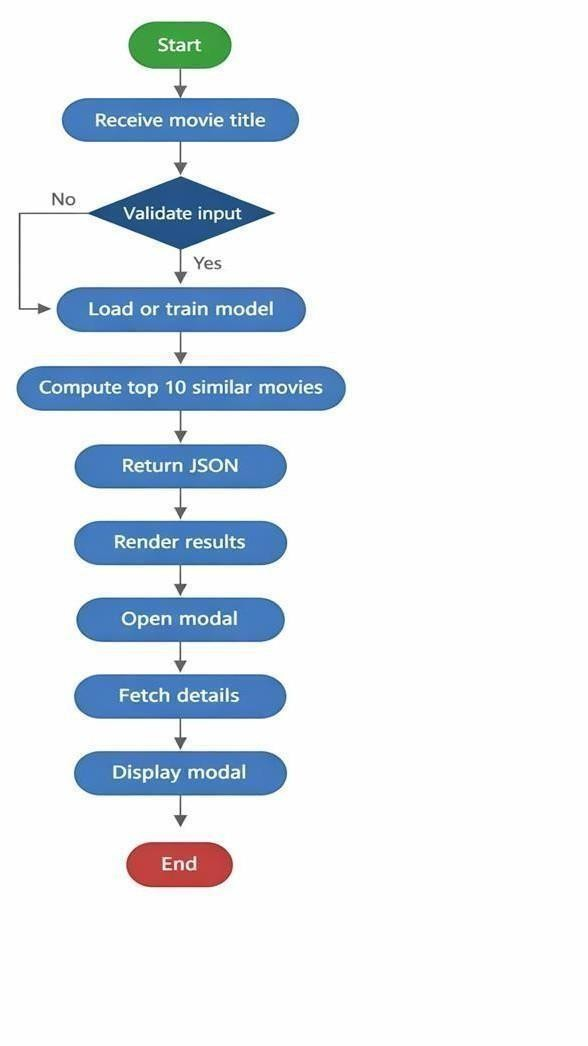 Start
Receive movie title
No
Validate input
Yes
Load or train model
Compute top 10 similar movies
Return JSON
Render results
Open modal
Fetch details
Display modal
End